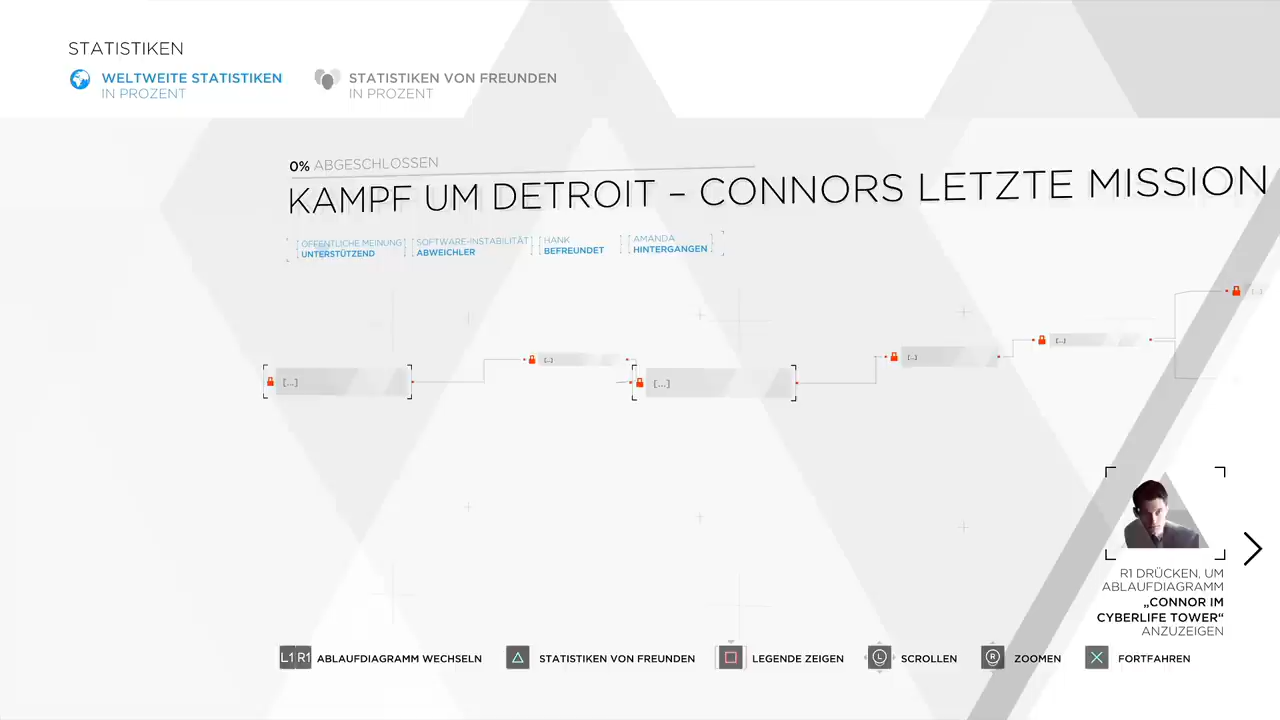 STATISTIKEN
WELTWEITE STATISTIKEN
IN PROZENT
STATISTIKEN VON FREUNDEN
IN PROZENT
0% ABGESCHLOSSEN
KAMPF UM DETROIT – CONNORS LETZTE MISSION
ÖFFENTLICHE MEINUNG
UNTERSTÜTZEND
SOFTWARE-INSTABILITÄT
ABWEICHLER
HANK
BEFREUNDET
AMANDA
HINTERGANGEN
[...]
[...]
[...]
[...]
[...]
[...]
R1 DRÜCKEN, UM
ABLAUFDIAGRAMM
„CONNOR IM
CYBERLIFE TOWER“
ANZUZEIGEN
L1 R1 ABLAUFDIAGRAMM WECHSELN
STATISTIKEN VON FREUNDEN
LEGENDE ZEIGEN
L SCROLLEN
R ZOOMEN
FORTFAHREN